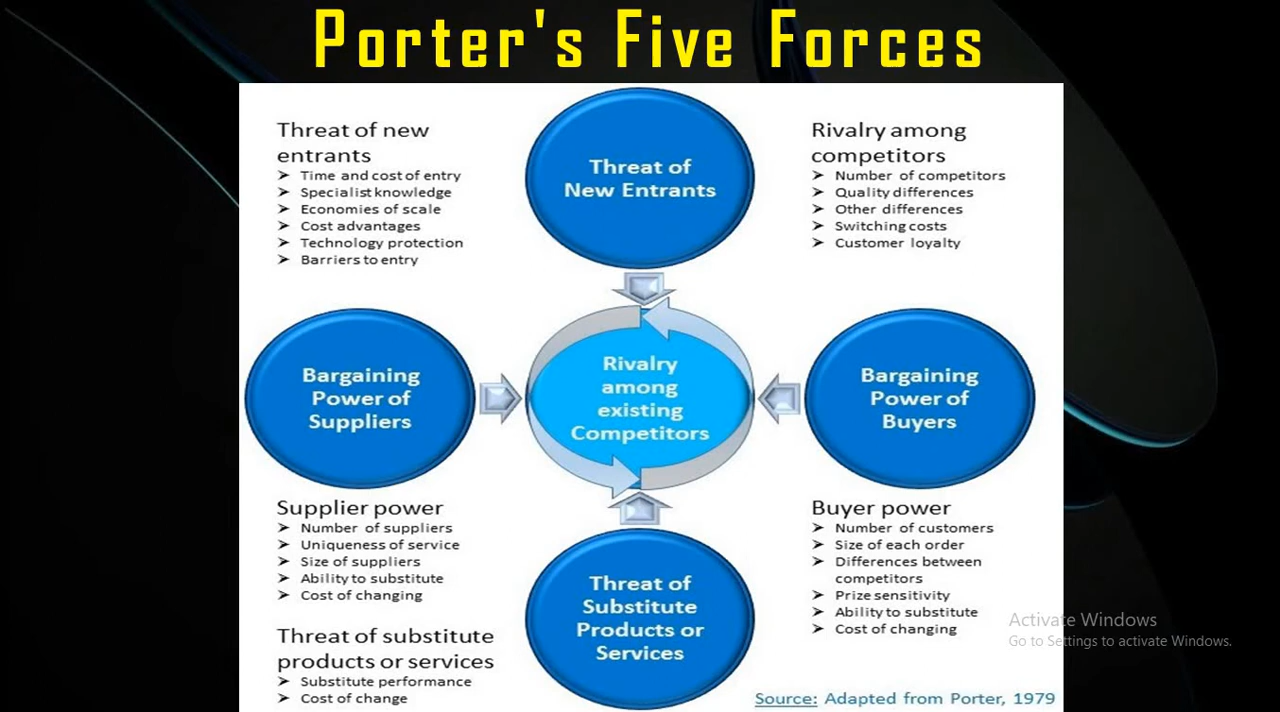 Porter's Five Forces
Threat of new
entrants
➤ Time and cost of entry
➤ Specialist knowledge
➤ Economies of scale
➤ Cost advantages
➤ Technology protection
➤ Barriers to entry
Threat of
New Entrants
Rivalry among
competitors
➤ Number of competitors
➤ Quality differences
➤ Other differences
➤ Switching costs
➤ Customer loyalty
Bargaining
Power of
Suppliers
Rivalry
among
existing
Competitors
Bargaining
Power of
Buyers
Supplier power
➤ Number of suppliers
➤ Uniqueness of service
➤ Size of suppliers
➤ Ability to substitute
➤ Cost of changing
Threat of substitute
products or services
➤ Substitute performance
➤ Cost of change
Threat of
Substitute
Products or
Services
Buyer power
➤ Number of customers
➤ Size of each order
➤ Differences between
competitors
➤ Prize sensitivity
➤ Ability to substitute
➤ Cost of changing
Activate Windows
Go to Settings to activate Windows.
Source: Adapted from Porter, 1979